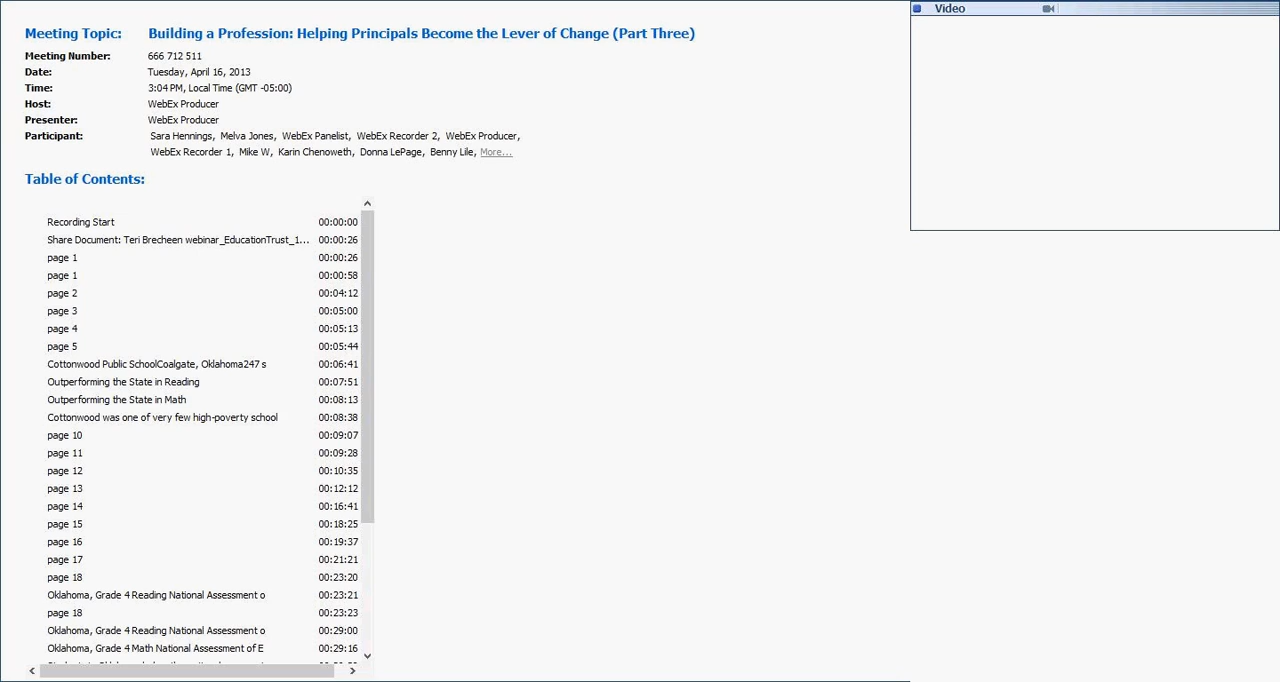 Video
Meeting Topic: Building a Profession: Helping Principals Become the Lever of Change (Part Three)
Meeting Number: 666 712 511
Date: Tuesday, April 16, 2013
Time: 3:04 PM, Local Time (GMT -05:00)
Host: WebEx Producer
Presenter: WebEx Producer
Participant: Sara Hennings, Melva Jones, WebEx Panelist, WebEx Recorder 2, WebEx Producer,
WebEx Recorder 1, Mike W, Karin Chenoweth, Donna LePage, Benny Lile, More...
Table of Contents:
Recording Start 00:00:00
Share Document: Teri Brecheen webinar_EducationTrust_1... 00:00:26
page 1 00:00:26
page 1 00:00:58
page 2 00:04:12
page 3 00:05:00
page 4 00:05:13
page 5 00:05:44
Cottonwood Public SchoolCoalgate, Oklahoma247 s 00:06:41
Outperforming the State in Reading 00:07:51
Outperforming the State in Math 00:08:13
Cottonwood was one of very few high-poverty school 00:08:38
page 10 00:09:07
page 11 00:09:28
page 12 00:10:35
page 13 00:12:12
page 14 00:16:41
page 15 00:18:25
page 16 00:19:37
page 17 00:21:21
page 18 00:23:20
Oklahoma, Grade 4 Reading National Assessment o 00:23:21
page 18 00:23:23
Oklahoma, Grade 4 Reading National Assessment o 00:29:00
Oklahoma, Grade 4 Math National Assessment of E 00:29:16